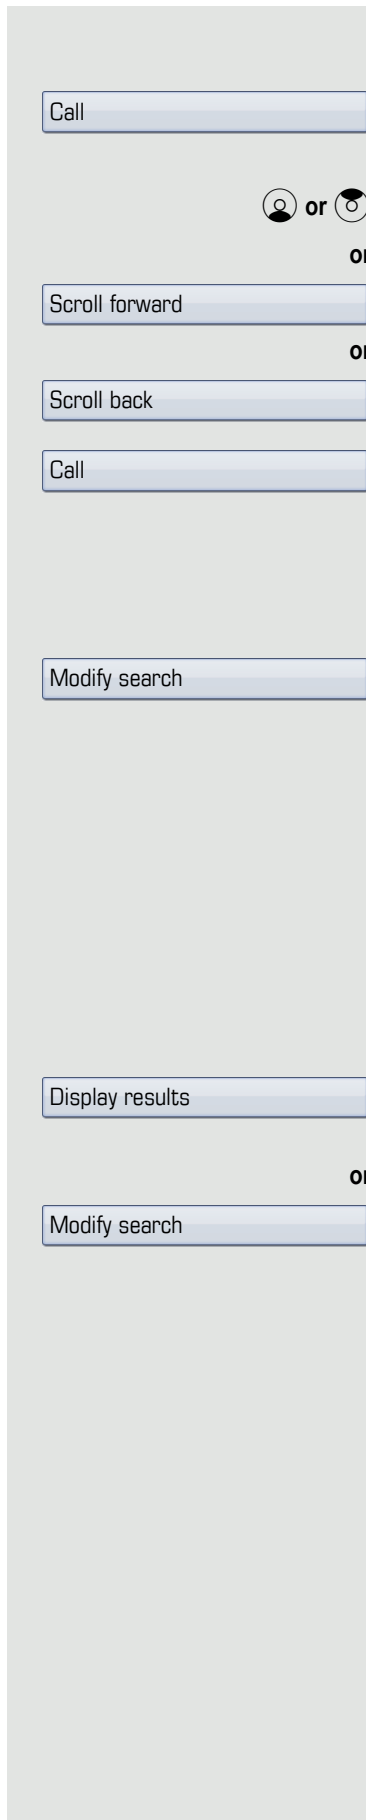 Call
or
or
Scroll forward
or
Scroll back
Call
Modify search
Display results
or
Modify search